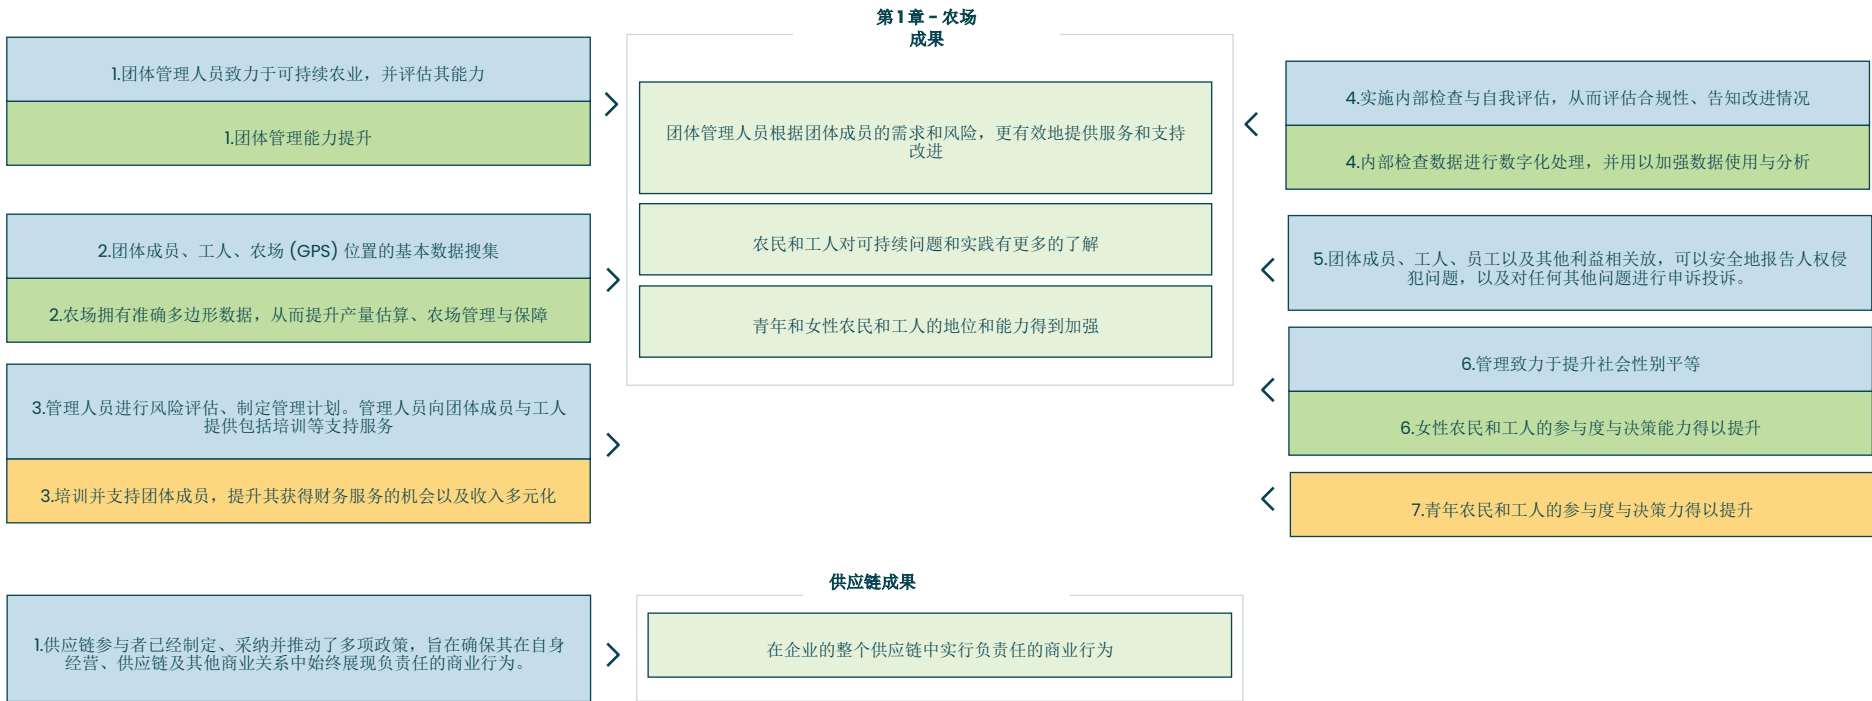 第1章 – 农场
成果
1.团体管理人员致力于可持续农业，并评估其能力
1.团体管理能力提升
2.团体成员、工人、农场 (GPS) 位置的基本数据搜集
2.农场拥有准确多边形数据，从而提升产量估算、农场管理与保障
3.管理人员进行风险评估、制定管理计划。管理人员向团体成员与工人
提供包括培训等支持服务
3.培训并支持团体成员，提升其获得财务服务的机会以及收入多元化
团体管理人员根据团体成员的需求和风险，更有效地提供服务和支持
改进
农民和工人对可持续问题和实践有更多的了解
青年和女性农民和工人的地位和能力得到加强
4.实施内部检查与自我评估，从而评估合规性、告知改进情况
4.内部检查数据进行数字化处理，并用以加强数据使用与分析
5.团体成员、工人、员工以及其他利益相关放，可以安全地报告人权侵
犯问题，以及对任何其他问题进行申诉投诉。
6.管理致力于提升社会性别平等
6.女性农民和工人的参与度与决策能力得以提升
7.青年农民和工人的参与度与决策力得以提升
供应链成果
1.供应链参与者已经制定、采纳并推动了多项政策，旨在确保其在自身
经营、供应链及其他商业关系中始终展现负责任的商业行为。
在企业的整个供应链中实行负责任的商业行为